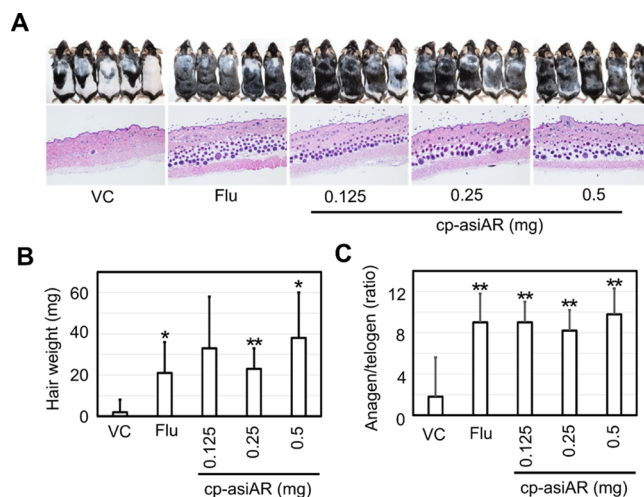 A
VC Flu 0.125 0.25 0.5
cp-asiAR (mg)
B
Hair weight (mg)
60
40
20
0
*
**
*
VC Flu 0.125 0.25 0.5
cp-asiAR (mg)
C
Anagen/telogen (ratio)
12
8
4
0
**
**
**
**
VC Flu 0.125 0.25 0.5
cp-asiAR (mg)